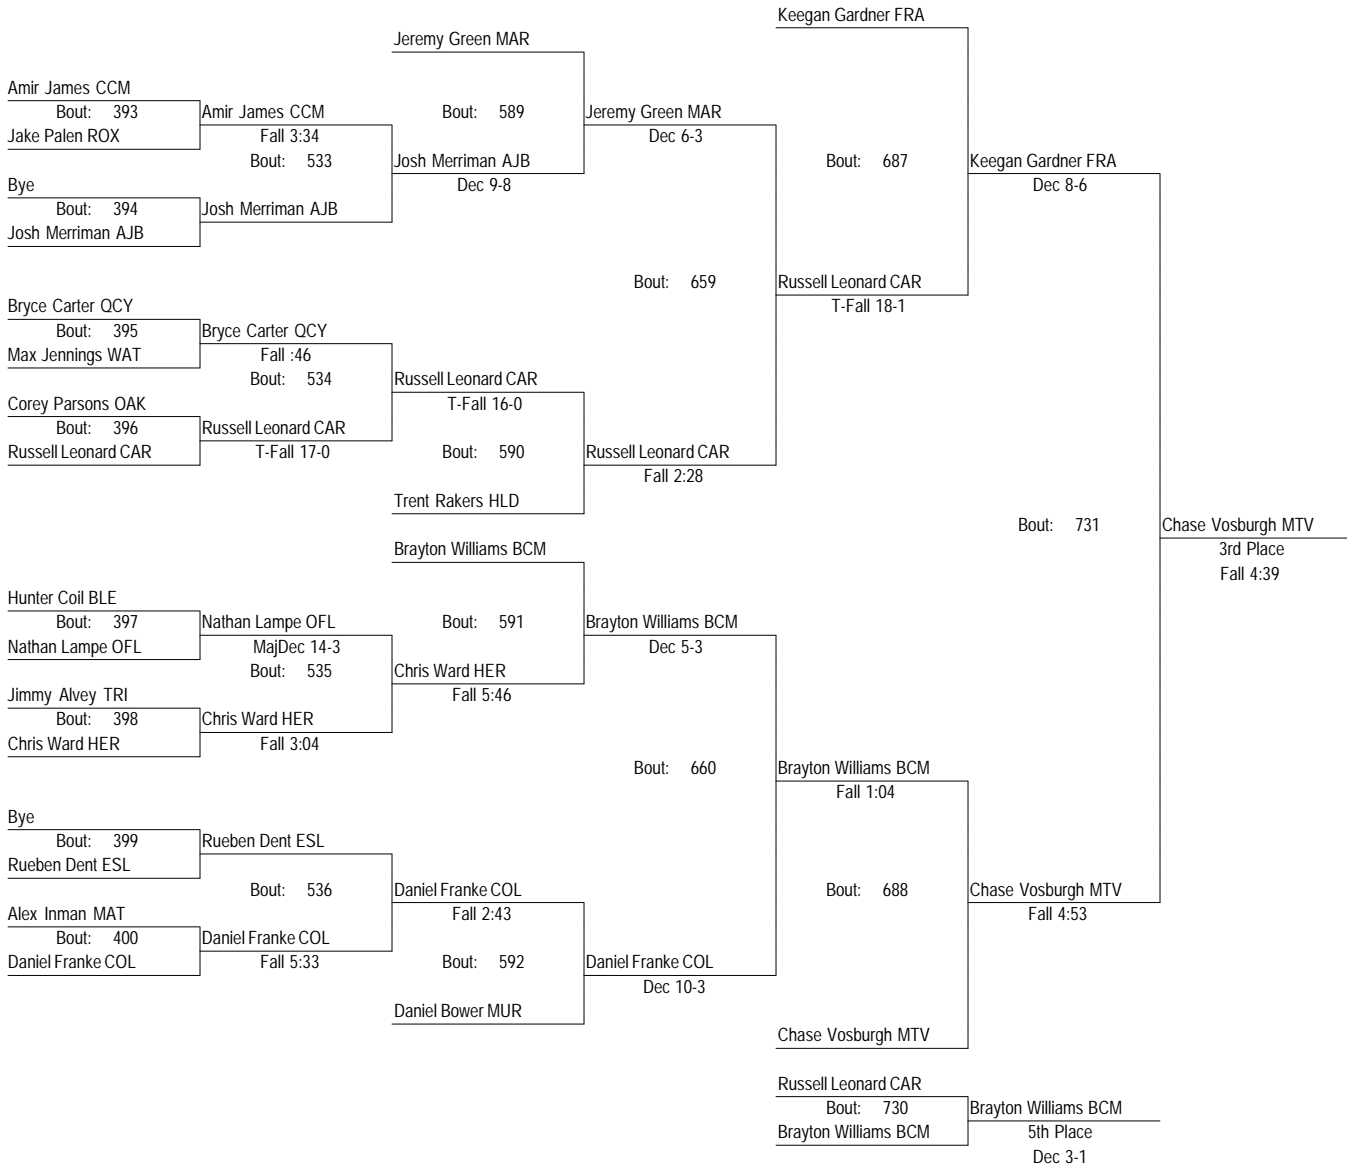 Keegan Gardner FRA
Jeremy Green MAR
Amir James CCM
Bout: 393
Jake Palen ROX
Amir James CCM
Fall 3:34
Bout: 533
Bye
Bout: 394
Josh Merriman AJB
Josh Merriman AJB
Bout: 589
Josh Merriman AJB
Dec 9-8
Jeremy Green MAR
Dec 6-3
Bout: 687
Keegan Gardner FRA
Dec 8-6
Bout: 659
Russell Leonard CAR
T-Fall 18-1
Bryce Carter QCY
Bout: 395
Max Jennings WAT
Bryce Carter QCY
Fall :46
Bout: 534
Corey Parsons OAK
Bout: 396
Russell Leonard CAR
Russell Leonard CAR
T-Fall 17-0
Russell Leonard CAR
T-Fall 16-0
Bout: 590
Trent Rakers HLD
Russell Leonard CAR
Fall 2:28
Bout: 731
Chase Vosburgh MTV
3rd Place
Fall 4:39
Brayton Williams BCM
Hunter Coil BLE
Bout: 397
Nathan Lampe OFL
Nathan Lampe OFL
MajDec 14-3
Bout: 535
Jimmy Alvey TRI
Bout: 398
Chris Ward HER
Chris Ward HER
Fall 3:04
Bout: 591
Chris Ward HER
Fall 5:46
Brayton Williams BCM
Dec 5-3
Bout: 660
Brayton Williams BCM
Fall 1:04
Bye
Bout: 399
Rueben Dent ESL
Rueben Dent ESL
Bout: 536
Alex Inman MAT
Bout: 400
Daniel Franke COL
Daniel Franke COL
Fall 5:33
Daniel Franke COL
Fall 2:43
Bout: 592
Daniel Bower MUR
Daniel Franke COL
Dec 10-3
Bout: 688
Chase Vosburgh MTV
Fall 4:53
Chase Vosburgh MTV
Russell Leonard CAR
Bout: 730
Brayton Williams BCM
Brayton Williams BCM
5th Place
Dec 3-1